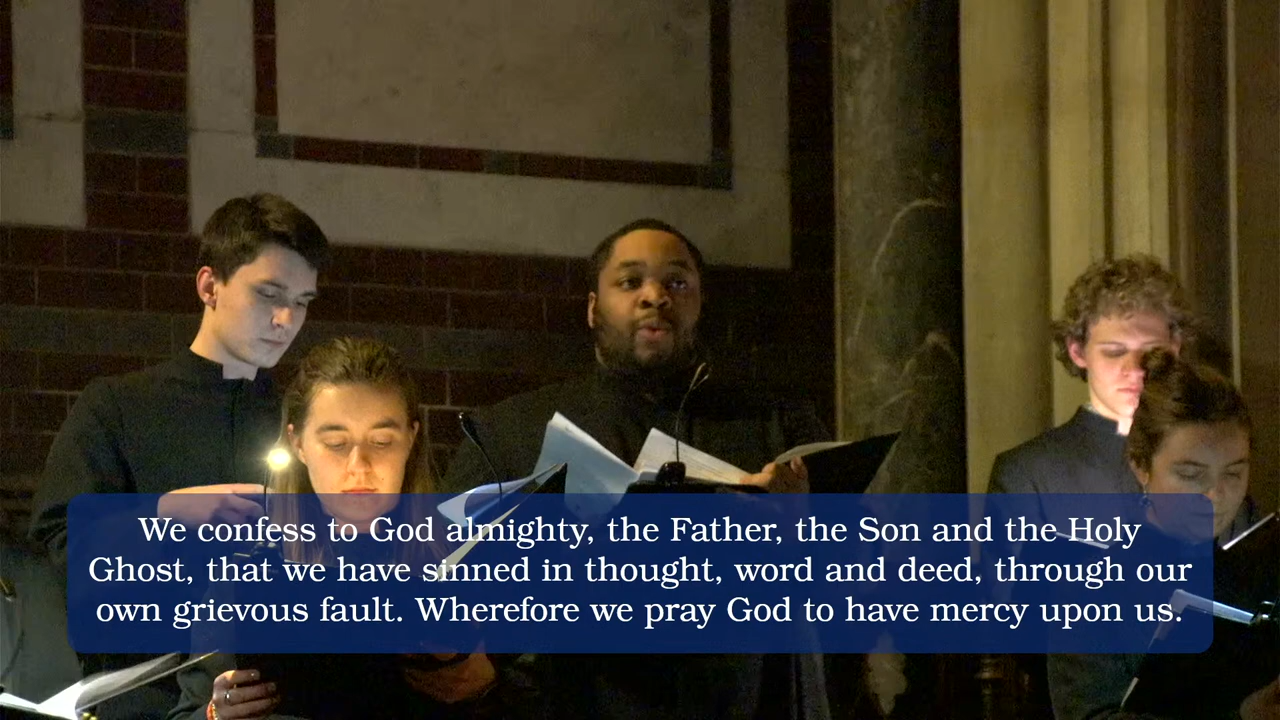 We confess to God almighty, the Father, the Son and the Holy
Ghost, that we have sinned in thought, word and deed, through our
own grievous fault. Wherefore we pray God to have mercy upon us.